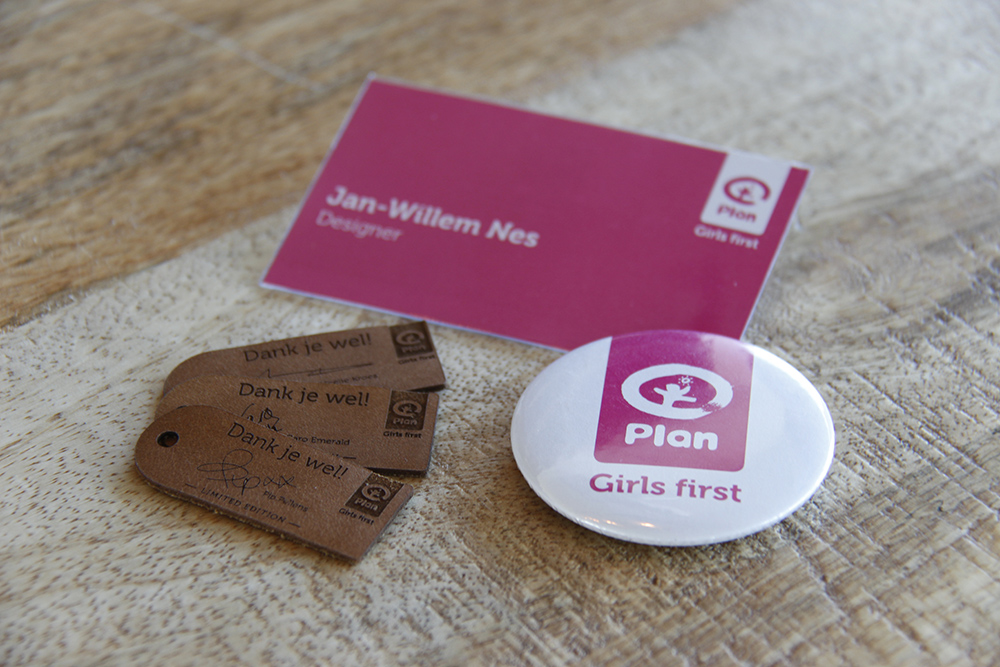 Jan-Willem Nes
Designer
Plan
Girls first
Dank je wel!
Plan
Girls first
Dank je wel!
Emerald
Plan
Girls first
Dank je wel!
LIMITED EDITION
Plan
Girls first
Plan
Girls first